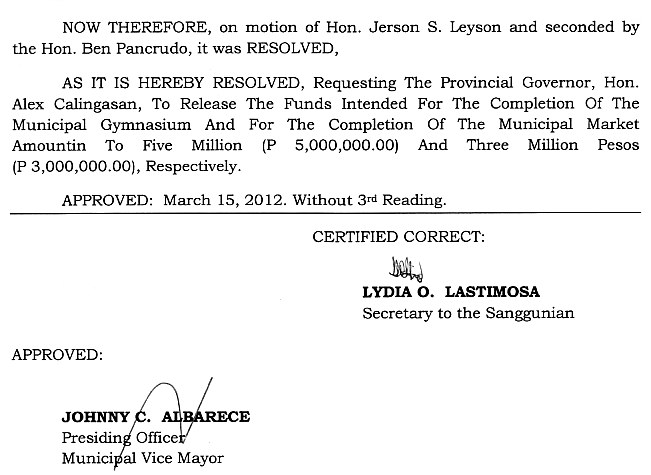 NOW THEREFORE, on motion of Hon. Jerson S. Leyson and seconded by
the Hon. Ben Pancrudo, it was RESOLVED,
AS IT IS HEREBY RESOLVED, Requesting The Provincial Governor, Hon.
Alex Calingasan, To Release The Funds Intended For The Completion Of The
Municipal Gymnasium And For The Completion Of The Municipal Market
Amountin To Five Million (P 5,000,000.00) And Three Million Pesos
(P 3,000,000.00), Respectively.
APPROVED: March 15, 2012. Without 3rd Reading.
CERTIFIED CORRECT:
LYDIA O. LASTIMOSA
Secretary to the Sanggunian
APPROVED:
JOHNNY C. ALBARECE
Presiding Officer
Municipal Vice Mayor